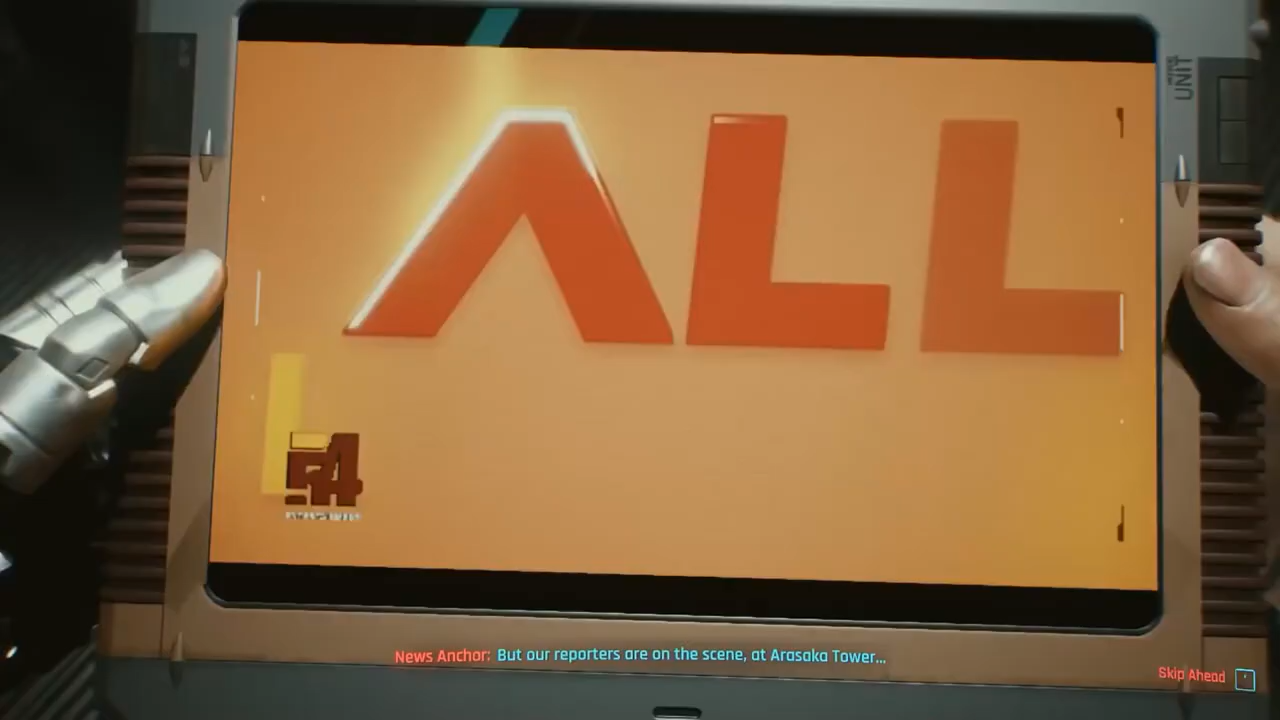 ALL
UNIT
54
News Anchor: But our reporters are on the scene, at Arasaka Tower...
Skip Ahead